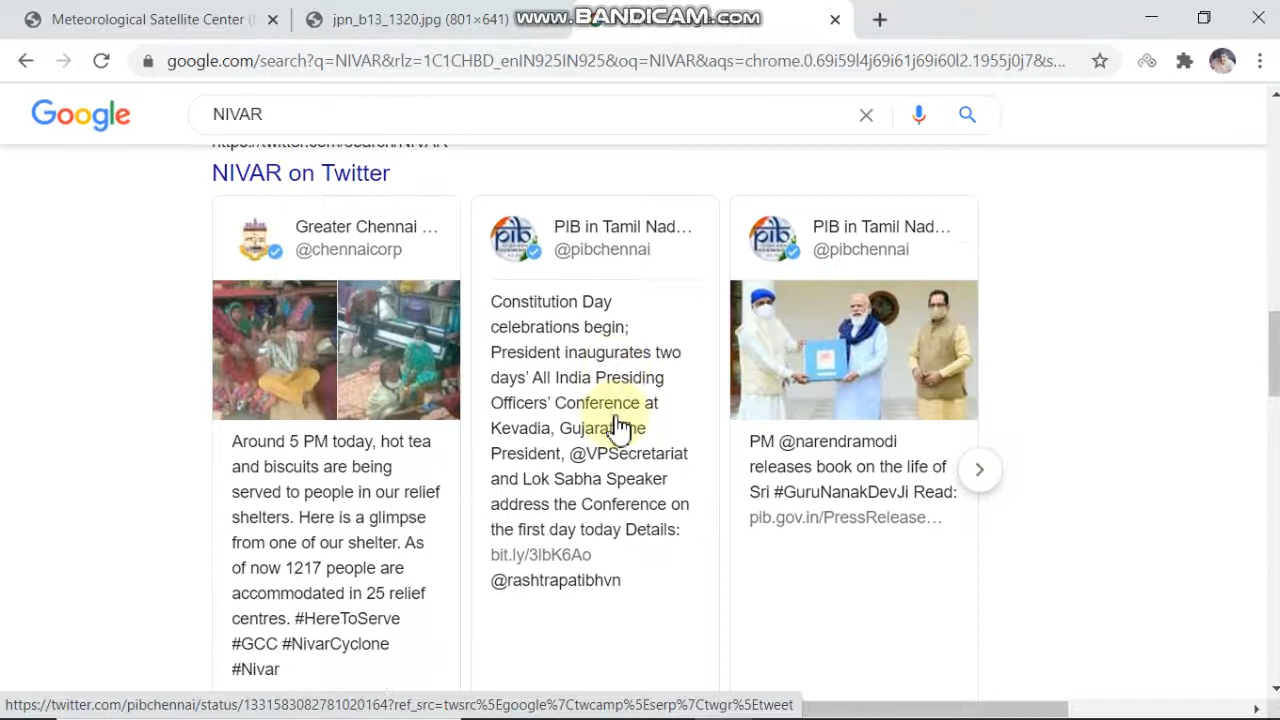 Meteorological Satellite Center (
jpn_b13_1320.jpg (801×641)
www.BANDICAM.com
google.com/search?q=NIVAR&rlz=1C1CHBD_enIN925IN925&oq=NIVAR&aqs=chrome.0.69i59l4j69i61j69i60l2.1955j0j7&s...
Google
NIVAR
https://twitter.com/search/NIVAR
NIVAR on Twitter
Greater Chennai ...
@chennaicorp
Around 5 PM today, hot tea
and biscuits are being
served to people in our relief
shelters. Here is a glimpse
from one of our shelter. As
of now 1217 people are
accommodated in 25 relief
centres. #HereToServe
#GCC #NivarCyclone
#Nivar
PIB in Tamil Nad...
@pibchennai
Constitution Day
celebrations begin;
President inaugurates two
days' All India Presiding
Officers' Conference at
Kevadia, Gujarat
President, @VPSecretariat
and Lok Sabha Speaker
address the Conference on
the first day today Details:
bit.ly/3lbK6Ao
@rashtrapatibhvn
PIB in Tamil Nad...
@pibchennai
PM @narendramodi
releases book on the life of
Sri #GuruNanakDevJi Read:
pib.gov.in/PressRelease...
https://twitter.com/pibchennai/status/1331583082781020164?ref_src=twsrc%5Egoogle%7Ctwcamp%5Eserp%7Ctwgr%5Etweet